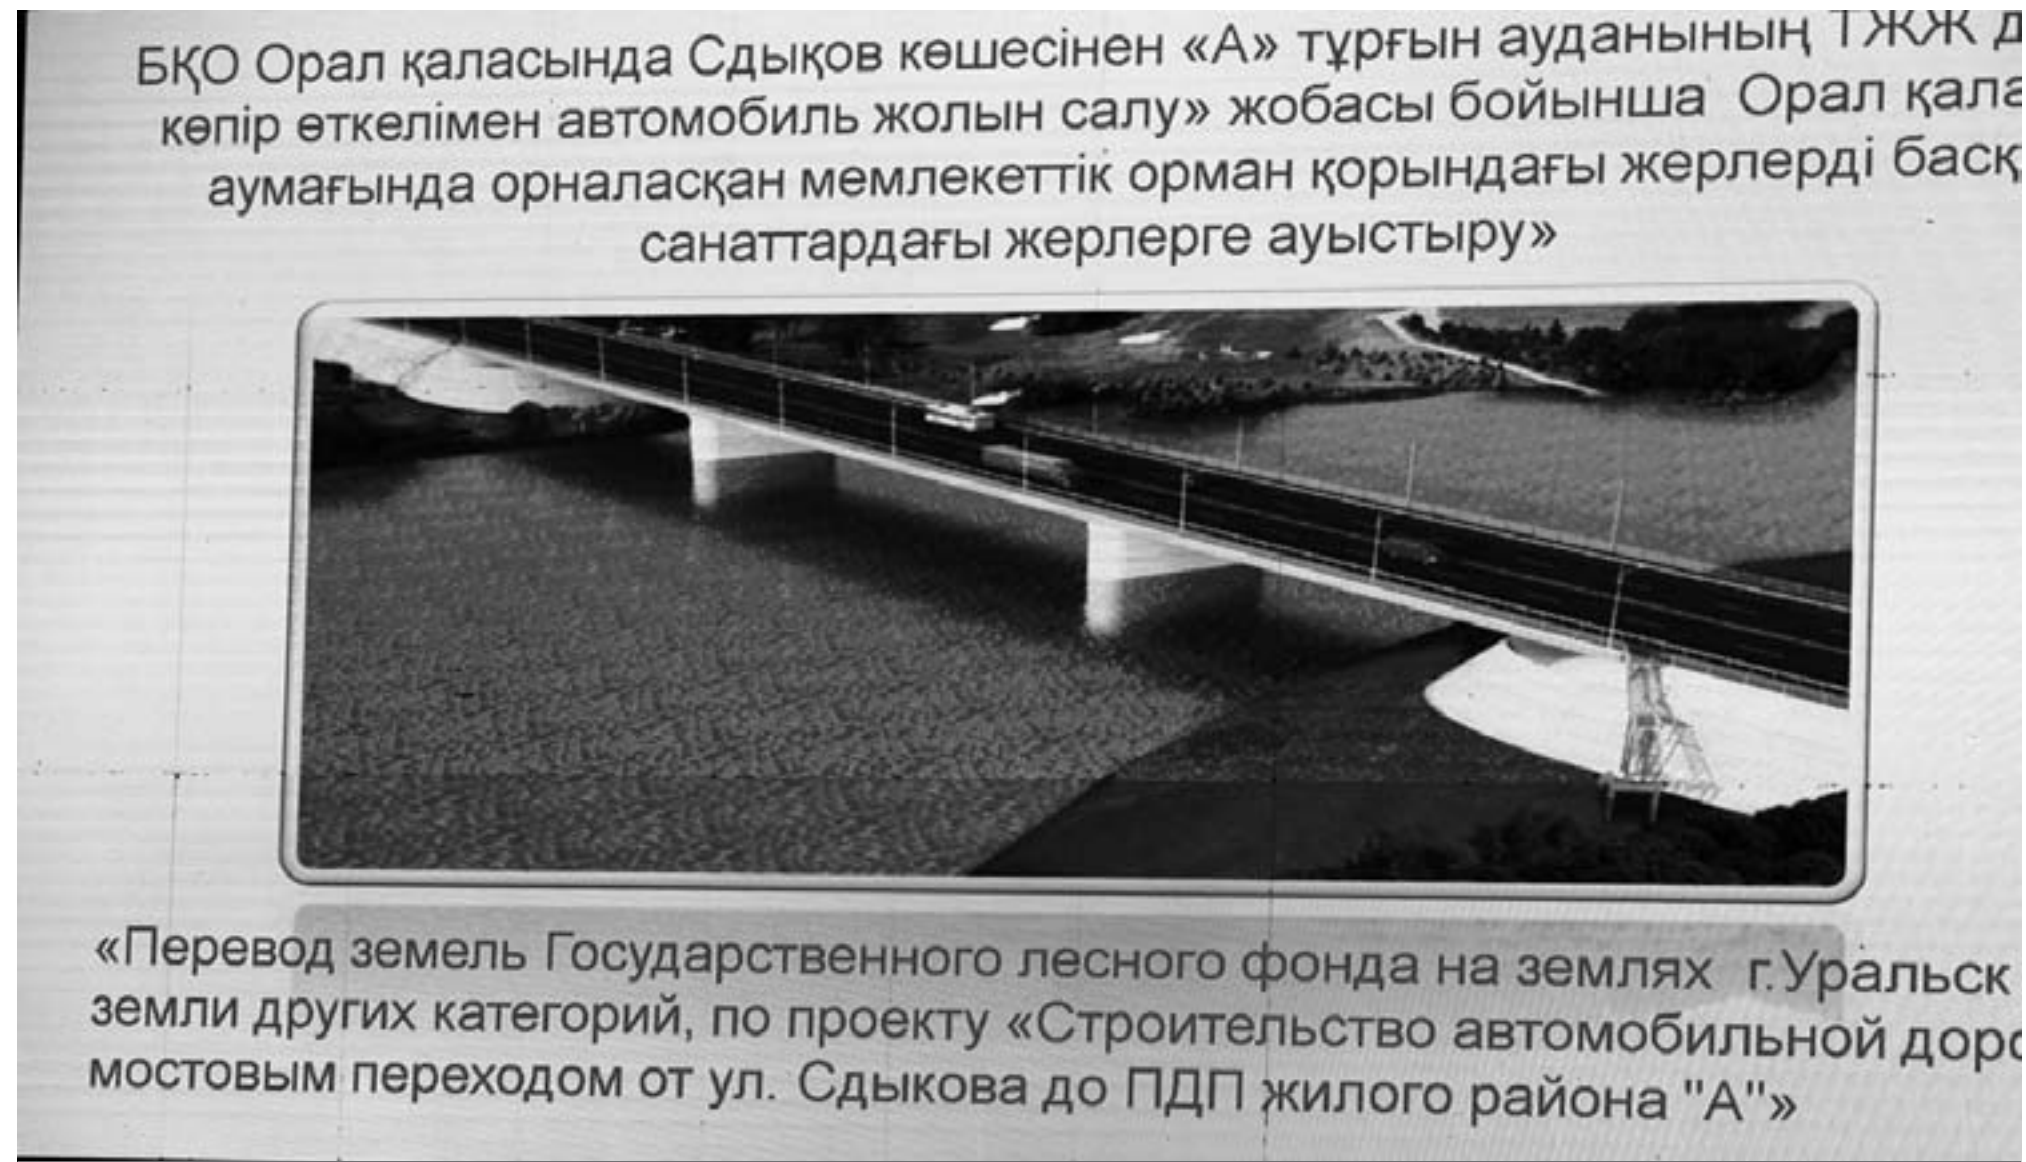 БҚО Орал қаласында Сдықов көшесінен «А» тұрғын ауданының ТЖЖ
көпір өткелімен автомобиль жолын салу» жобасы бойынша Орал
аумағында орналасқан мемлекеттік орман қорындағы жерлерді
санаттардағы жерлерге ауыстыру»
«Перевод земель Государственного лесного фонда на землях г.Уральск
земли других категорий, по проекту «Строительство автомобильной
мостовым переходом от ул. Сдыкова до ПДП жилого района "А"»